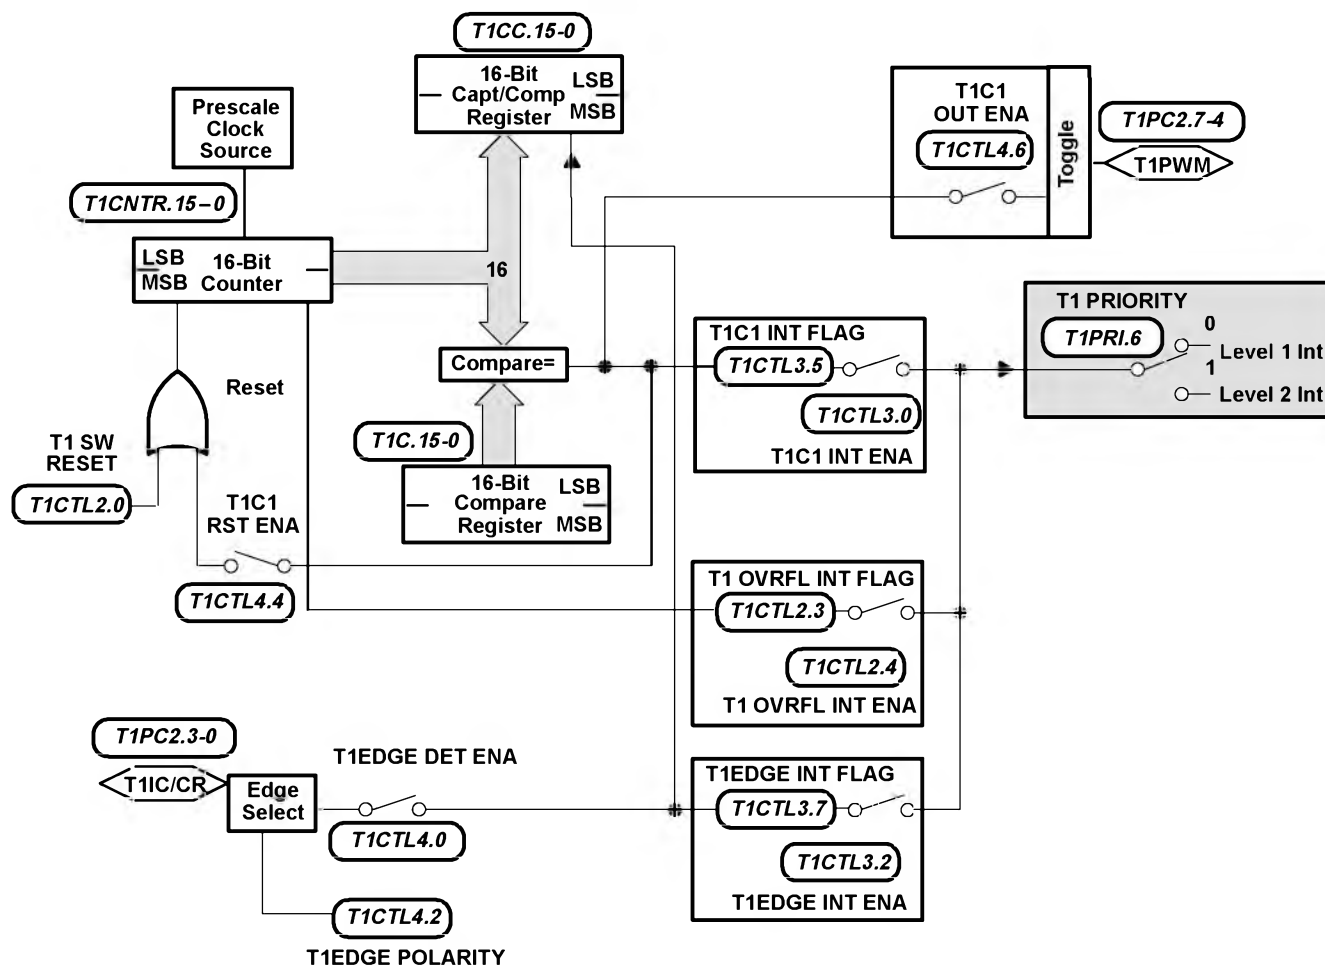 T1CC.15-0
16-Bit
Capt/Comp
Register
LSB
MSB
Prescale
Clock
Source
T1CNTR.15–0
LSB
MSB
16-Bit
Counter
16
T1C1
OUT ENA
T1CTL4.6
Toggle
T1PC2.7-4
T1PWM
T1 PRIORITY
T1PRI.6
0
Level 1 Int
1
Level 2 Int
Compare=
T1C1 INT FLAG
T1CTL3.5
T1CTL3.0
T1C1 INT ENA
Reset
T1C.15-0
16-Bit
Compare
Register
LSB
MSB
T1 SW
RESET
T1CTL2.0
T1C1
RST ENA
T1CTL4.4
T1 OVRFL INT FLAG
T1CTL2.3
T1CTL2.4
T1 OVRFL INT ENA
T1PC2.3-0
T1IC/CR
Edge
Select
T1EDGE DET ENA
T1CTL4.0
T1EDGE INT FLAG
T1CTL3.7
T1CTL3.2
T1EDGE INT ENA
T1CTL4.2
T1EDGE POLARITY